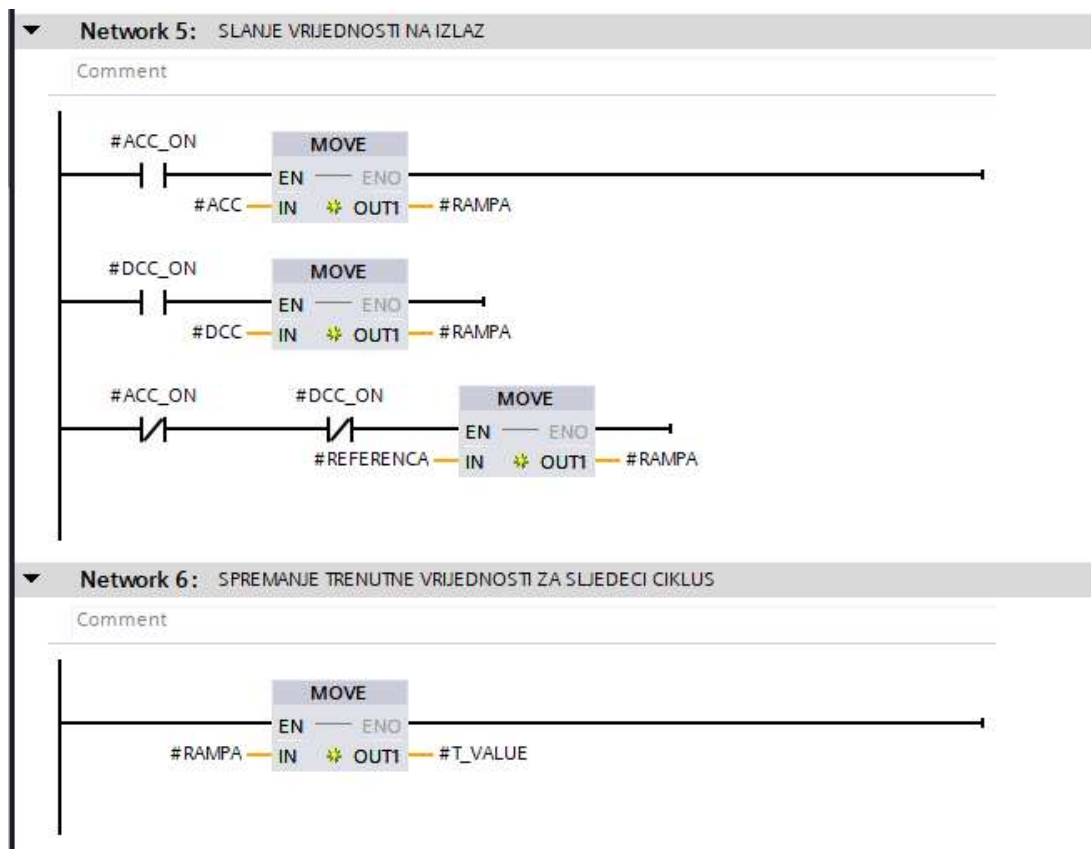 Network 5: SLANJE VRIJEDNOSTI NA IZLAZ
Comment
#ACC_ON
MOVE
EN ENO
#ACC IN OUT1 #RAMPA
#DCC_ON
MOVE
EN ENO
#DCC IN OUT1 #RAMPA
#ACC_ON #DCC_ON
MOVE
EN ENO
#REFERENCA IN OUT1 #RAMPA
Network 6: SPREMANJE TRENUTNE VRIJEDNOSTI ZA SLJEDECI CIKLUS
Comment
MOVE
EN ENO
#RAMPA IN OUT1 #T_VALUE